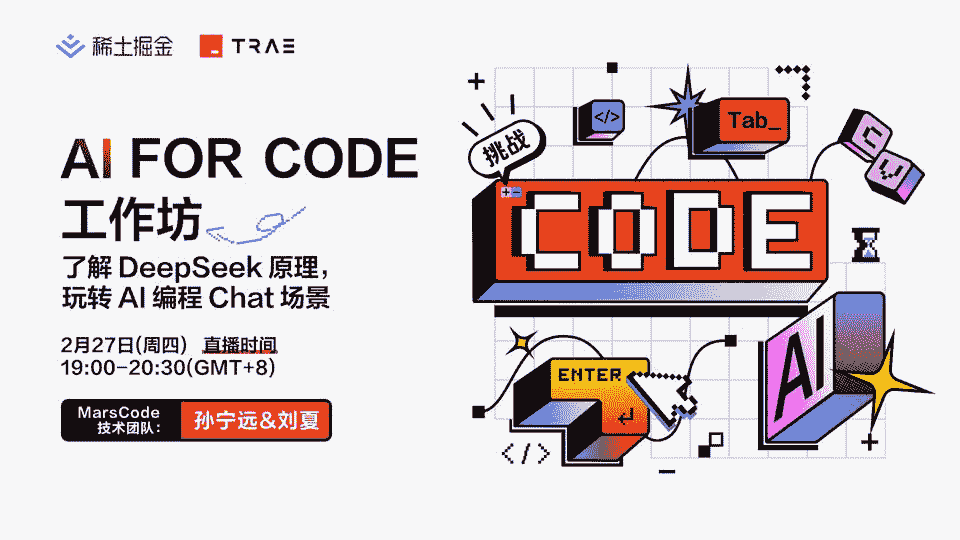 稀土掘金 TRAE
AI FOR CODE
工作坊
了解 DeepSeek 原理，
玩转 AI 编程 Chat 场景
2月27日(周四) 直播时间
19:00-20:30(GMT+8)
MarsCode
技术团队：
孙宁远&刘夏
挑战
</>
Tab_
C
V
CODE
AI
ENTER
</>